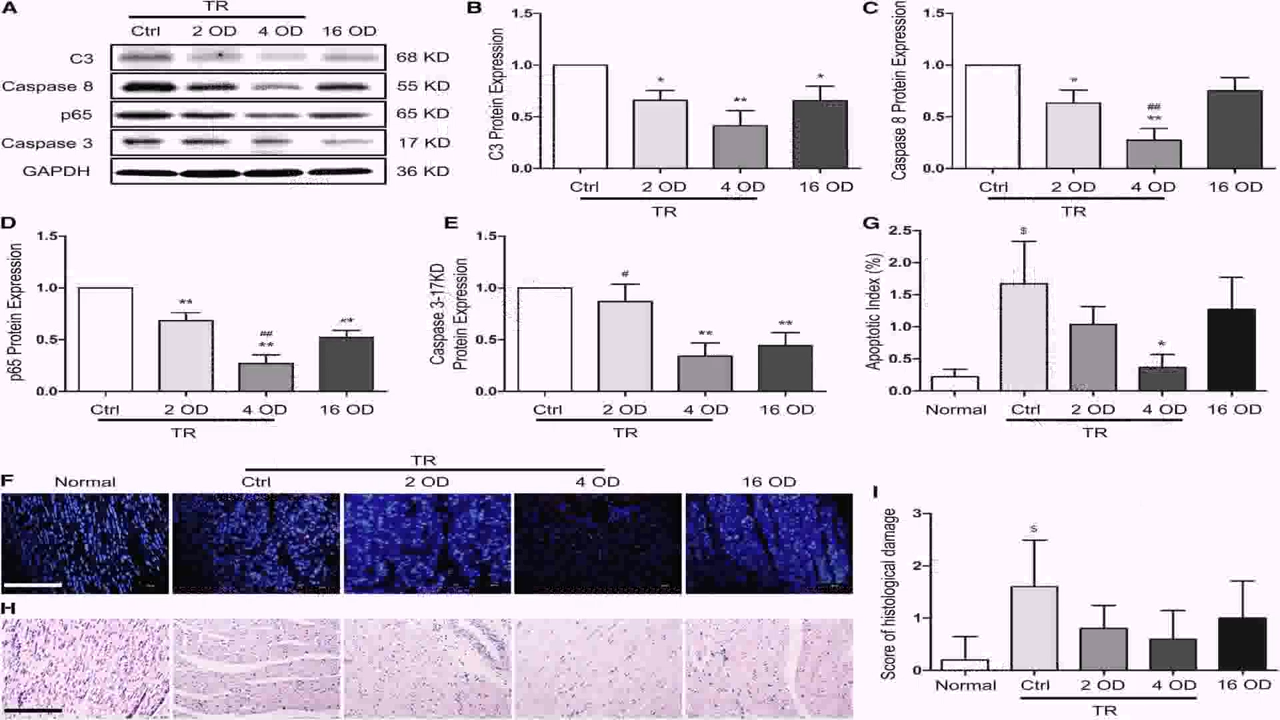 A
TR
Ctrl 2 OD 4 OD 16 OD
C3 68 KD
Caspase 8 55 KD
p65 65 KD
Caspase 3 17 KD
GAPDH 36 KD
B
C3 Protein Expression
1.5
1.0
0.5
0.0
*
**
*
Ctrl 2 OD 4 OD 16 OD
TR
C
Caspase 8 Protein Expression
1.5
1.0
0.5
0.0
*
##
**
Ctrl 2 OD 4 OD 16 OD
TR
D
p65 Protein Expression
1.5
1.0
0.5
0.0
**
##
**
**
Ctrl 2 OD 4 OD 16 OD
TR
E
Caspase 3-17KD
Protein Expression
1.5
1.0
0.5
0.0
#
**
**
Ctrl 2 OD 4 OD 16 OD
TR
G
Apoptotic Index (%)
2.5
2.0
1.5
1.0
0.5
0.0
$
*
Normal Ctrl 2 OD 4 OD 16 OD
TR
F
TR
Normal Ctrl 2 OD 4 OD 16 OD
H
I
Score of histological damage
3
2
1
0
$
Normal Ctrl 2 OD 4 OD 16 OD
TR